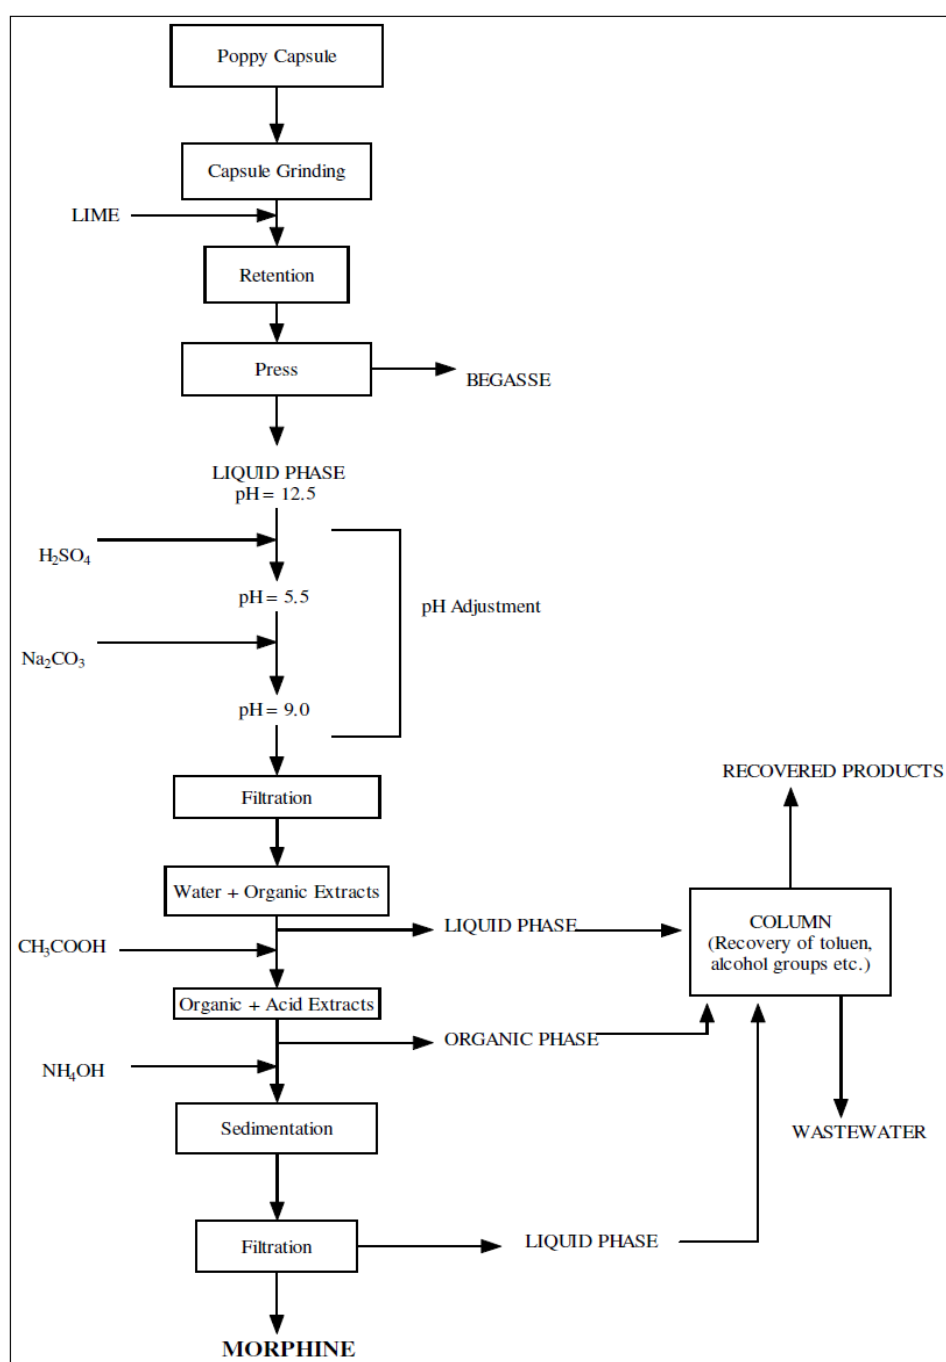 Poppy Capsule
Capsule Grinding
LIME
Retention
Press
BEGASSE
LIQUID PHASE
pH = 12.5
H₂SO₄
pH = 5.5
pH Adjustment
Na₂CO₃
pH = 9.0
RECOVERED PRODUCTS
Filtration
Water + Organic Extracts
LIQUID PHASE
COLUMN
(Recovery of toluen,
alcohol groups etc.)
CH₃COOH
Organic + Acid Extracts
ORGANIC PHASE
NH₄OH
Sedimentation
WASTEWATER
Filtration
LIQUID PHASE
MORPHINE